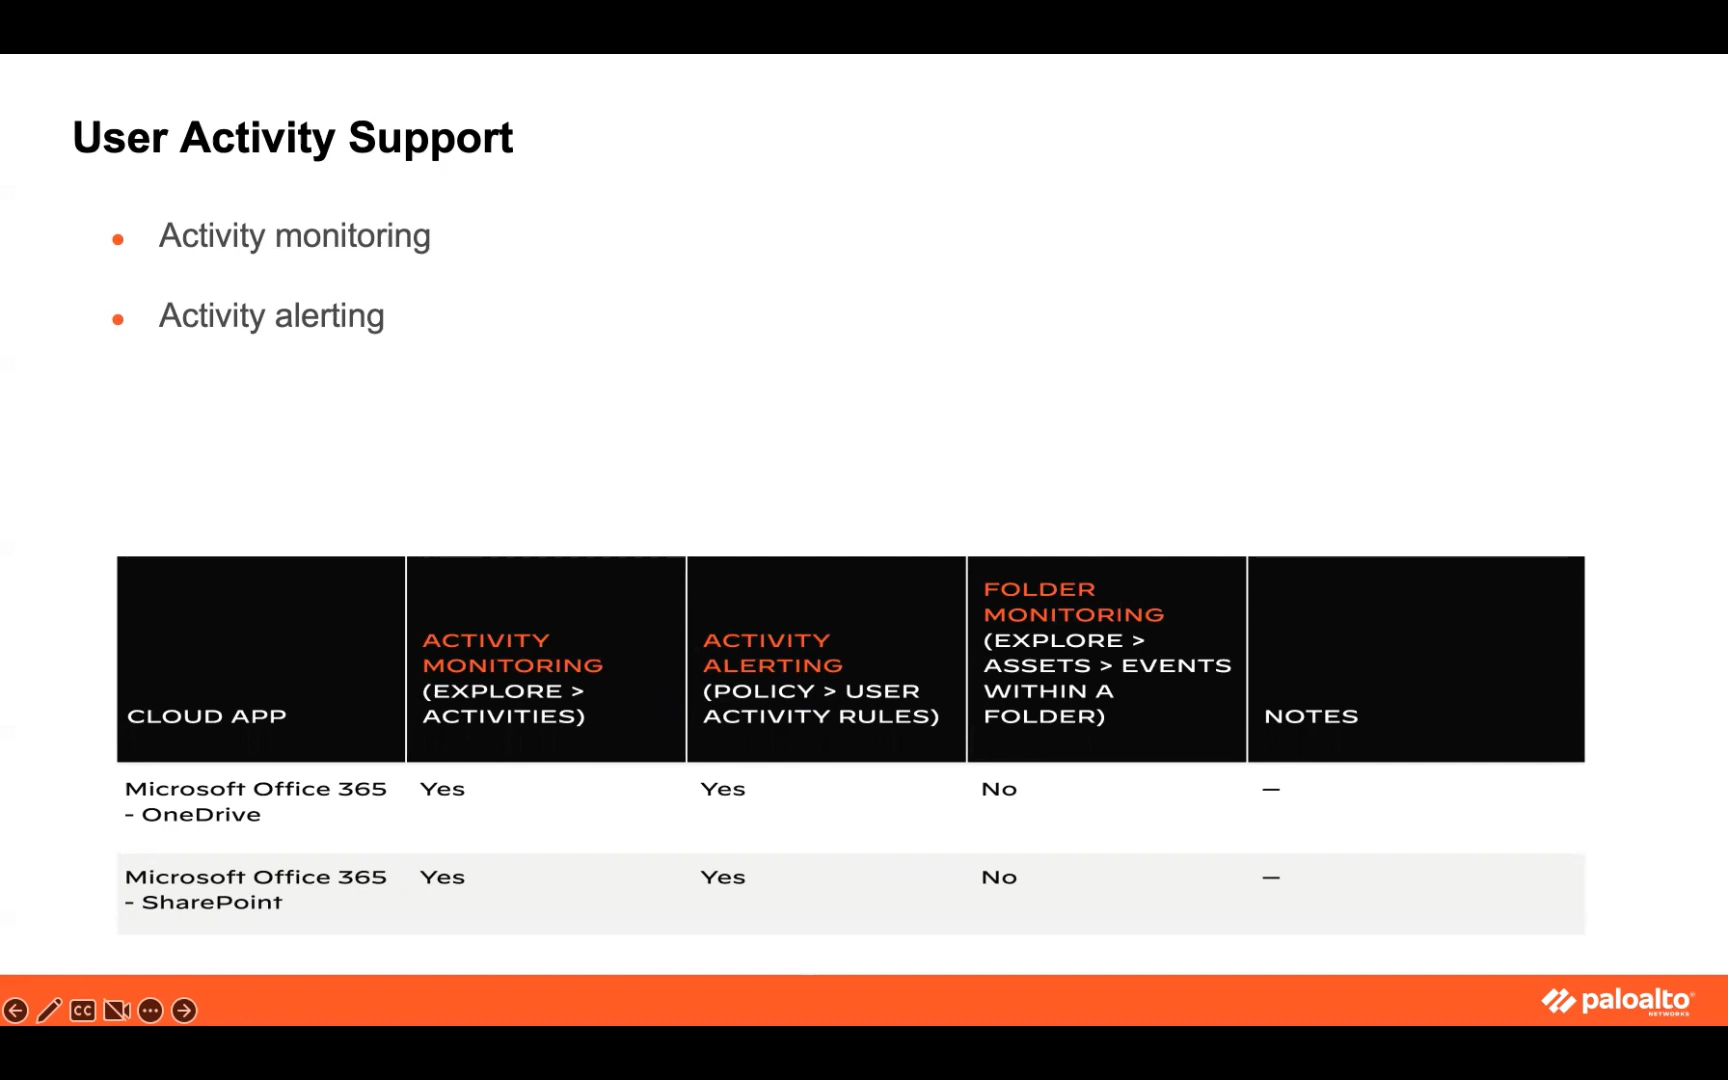 User Activity Support
• Activity monitoring
• Activity alerting
CLOUD APP
ACTIVITY
MONITORING
(EXPLORE >
ACTIVITIES)
ACTIVITY
ALERTING
(POLICY > USER
ACTIVITY RULES)
FOLDER
MONITORING
(EXPLORE >
ASSETS > EVENTS
WITHIN A
FOLDER)
NOTES
Microsoft Office 365
- OneDrive
Yes
Yes
No
—
Microsoft Office 365
- SharePoint
Yes
Yes
No
—
CC
paloalto
NETWORKS